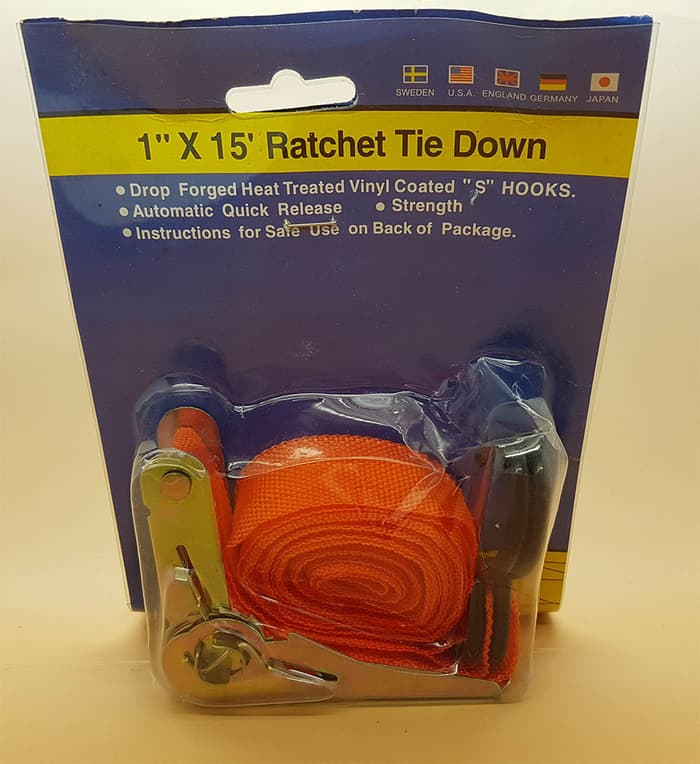 SWEDEN U.S.A. ENGLAND GERMANY JAPAN
1" X 15' Ratchet Tie Down
• Drop Forged Heat Treated Vinyl Coated "S" HOOKS.
• Automatic Quick Release • Strength
• Instructions for Safe Use on Back of Package.